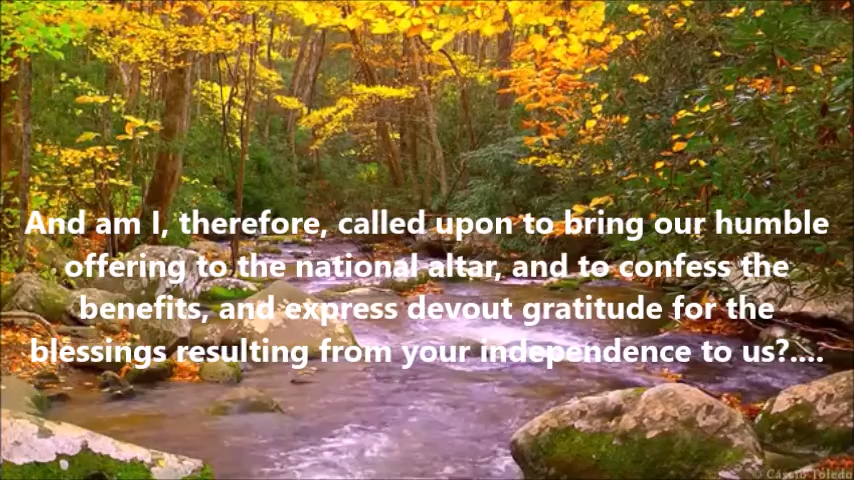 And am I, therefore, called upon to bring our humble
offering to the national altar, and to confess the
benefits, and express devout gratitude for the
blessings resulting from your independence to us?....
© Cássio Toledo